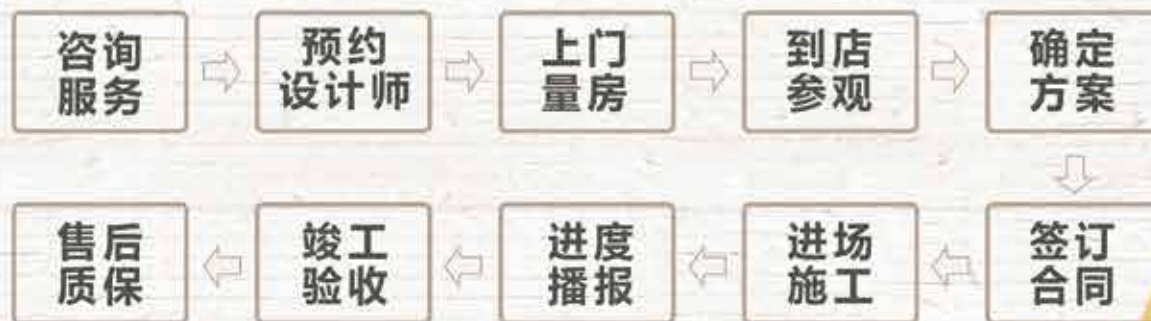 咨询
服务
预约
设计师
上门
量房
到店
参观
确定
方案
签订
合同
进场
施工
进度
播报
竣工
验收
售后
质保